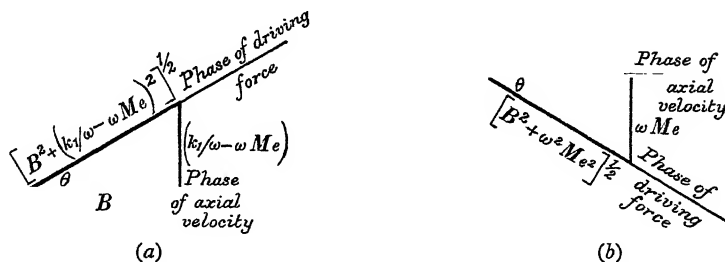 [B²+(k₁/ω−ωMe)²]^½
Phase of driving
force
θ
(k₁/ω−ωMe)
B
Phase
of axial
velocity
(a)
θ
Phase of
axial
velocity
ωMe
[B²+ω²Me²]^½
Phase of
driving
force
(b)